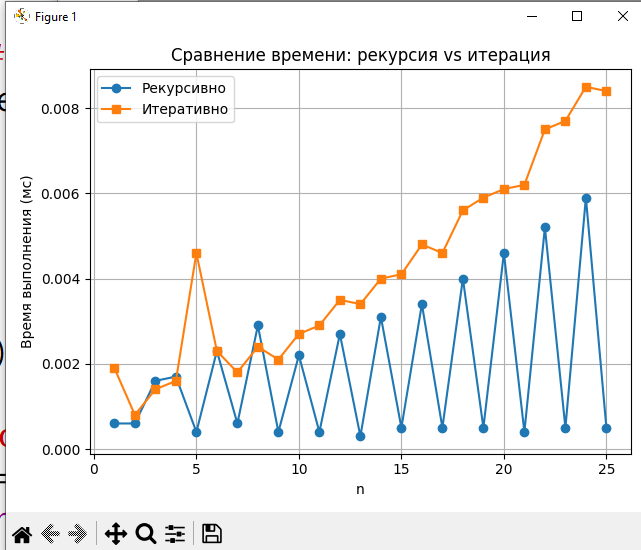 Figure 1
Сравнение времени: рекурсия vs итерация
Рекурсивно
Итеративно
Время выполнения (мс)
0.008
0.006
0.004
0.002
0.000
0 5 10 15 20 25
n